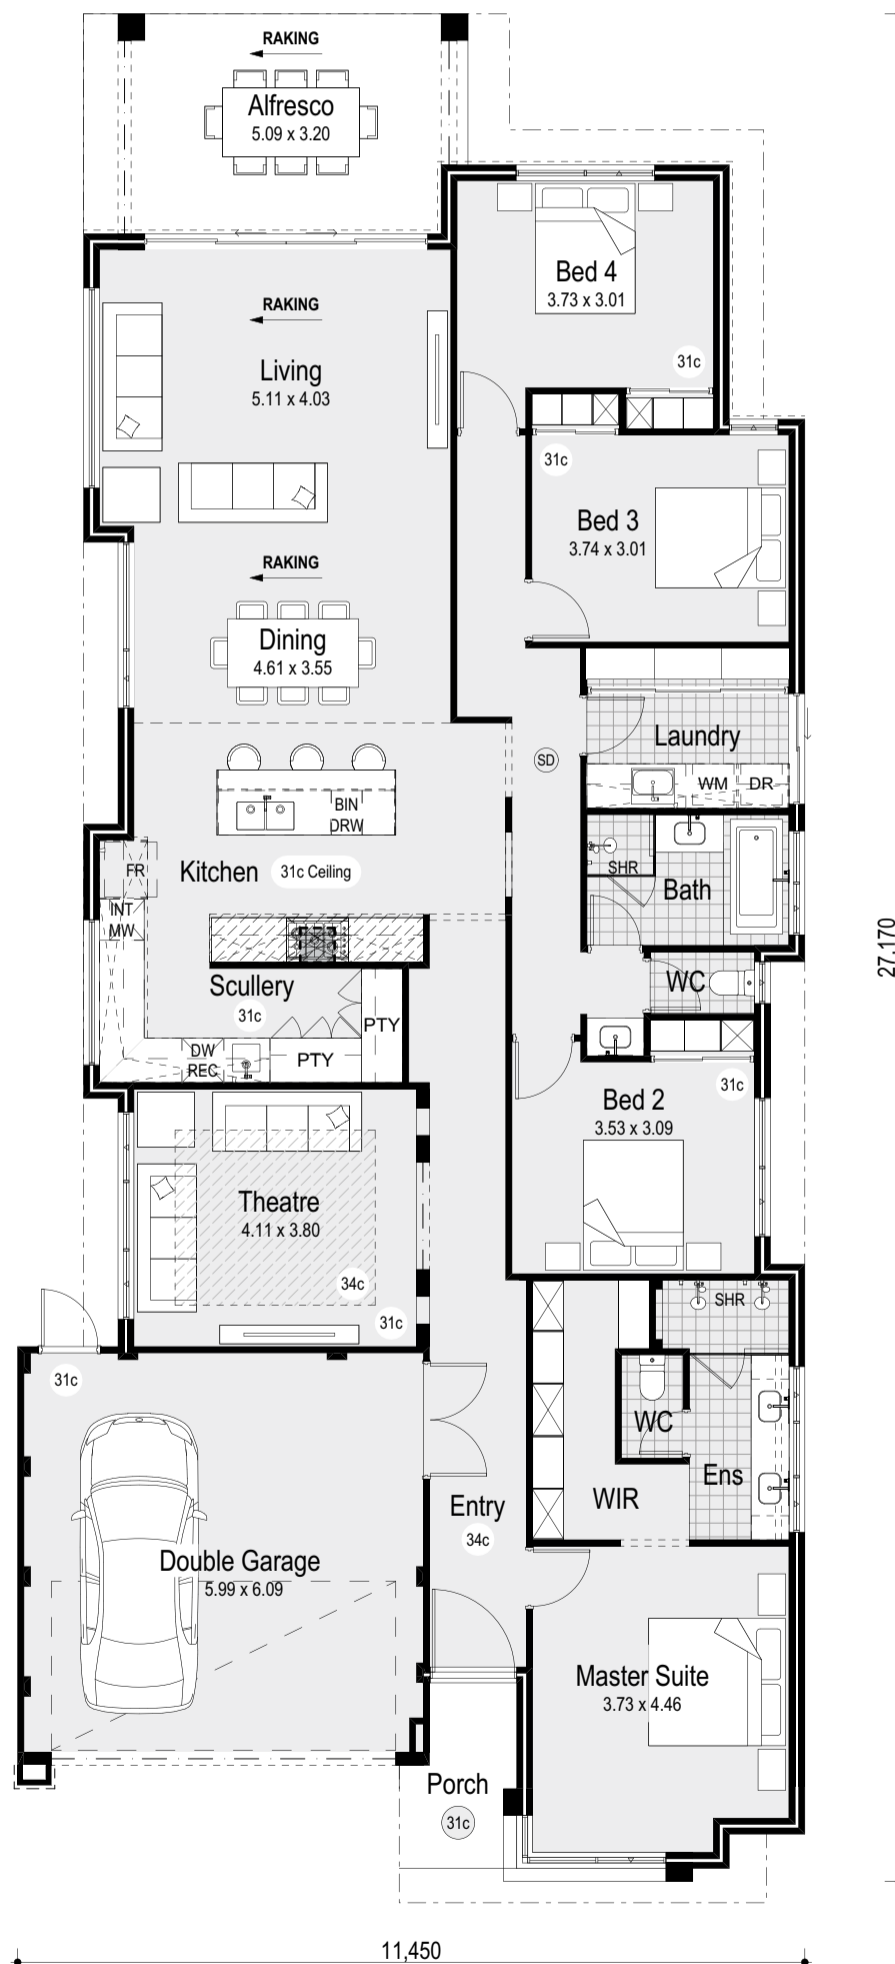 RAKING
Alfresco
5.09 x 3.20
Bed 4
3.73 x 3.01
31c
RAKING
Living
5.11 x 4.03
31c
Bed 3
3.74 x 3.01
RAKING
Dining
4.61 x 3.55
Laundry
WM
DR
SD
BIN
DRW
FR
Kitchen
31c Ceiling
INT
MW
SHR
Bath
27,170
Scullery
31c
PTY
WC
DW
REC
PTY
31c
Bed 2
3.53 x 3.09
Theatre
4.11 x 3.80
34c
31c
SHR
31c
WC
Ens
WIR
Entry
34c
Double Garage
5.99 x 6.09
Master Suite
3.73 x 4.46
Porch
31c
11,450